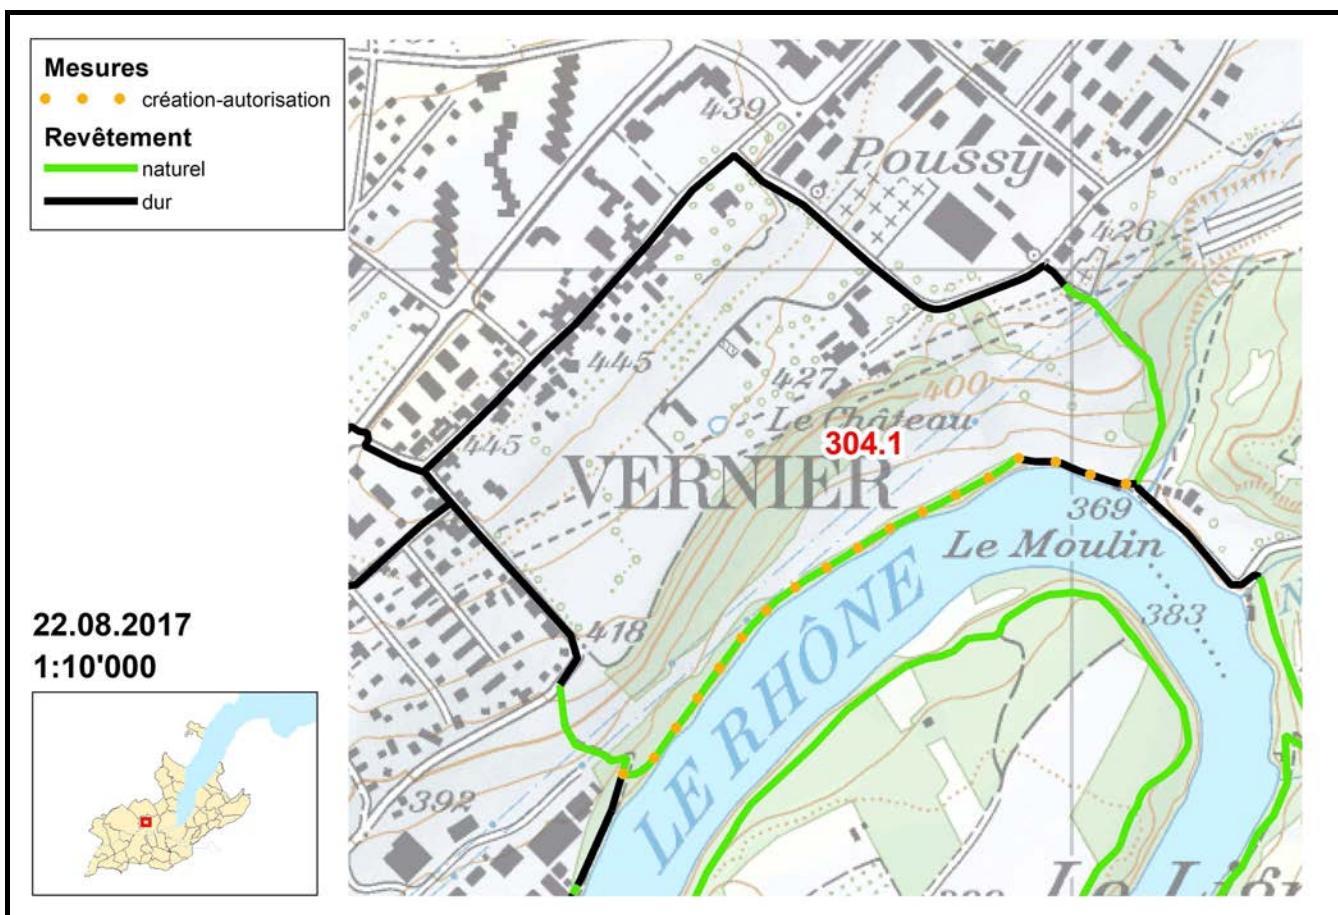 Mesures
création-autorisation
Revêtement
naturel
dur
22.08.2017
1:10'000
439
Poussy
426
445
427
400
Le Château
304.1
445
VERNIER
369
Le Moulin
383
418
LE RHÔNE
392